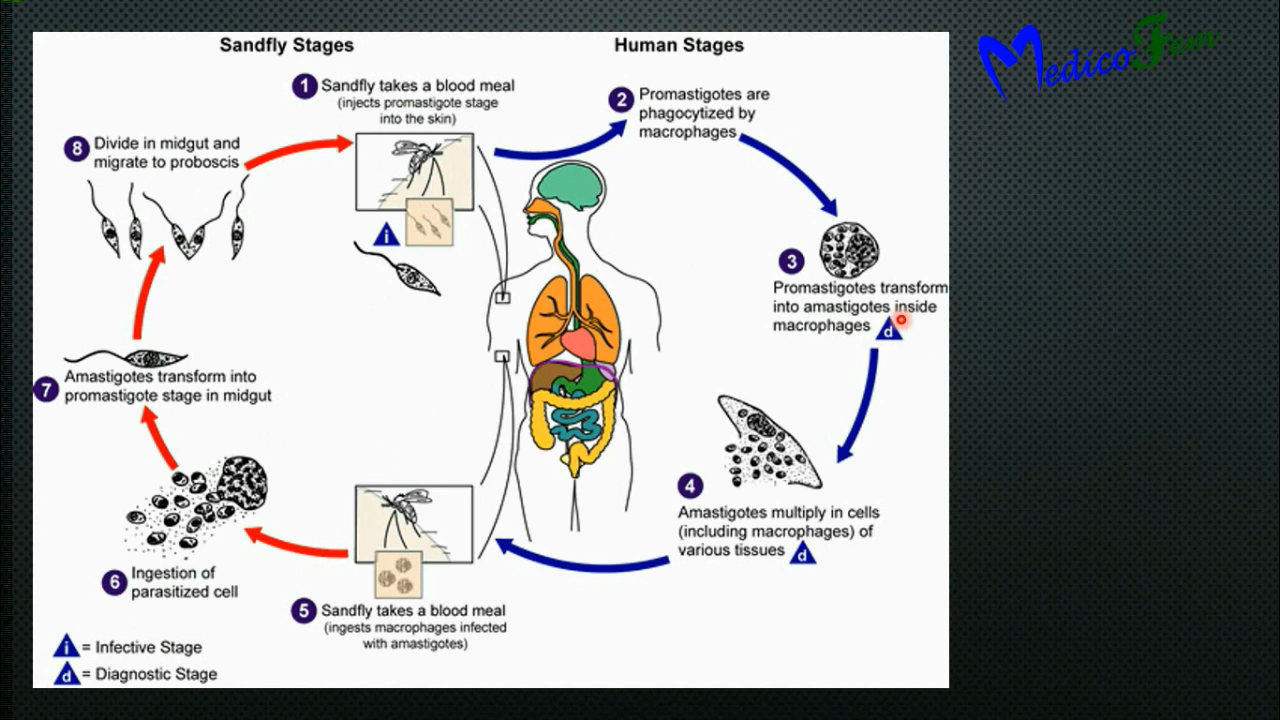 MedicoFem
Sandfly Stages
Human Stages
1 Sandfly takes a blood meal
(injects promastigote stage
into the skin)
2 Promastigotes are
phagocytized by
macrophages
3
Promastigotes transform
into amastigotes inside
macrophages d
4
Amastigotes multiply in cells
(including macrophages) of
various tissues d
5 Sandfly takes a blood meal
(ingests macrophages infected
with amastigotes)
6 Ingestion of
parasitized cell
7 Amastigotes transform into
promastigote stage in midgut
8 Divide in midgut and
migrate to proboscis
i
i = Infective Stage
d = Diagnostic Stage